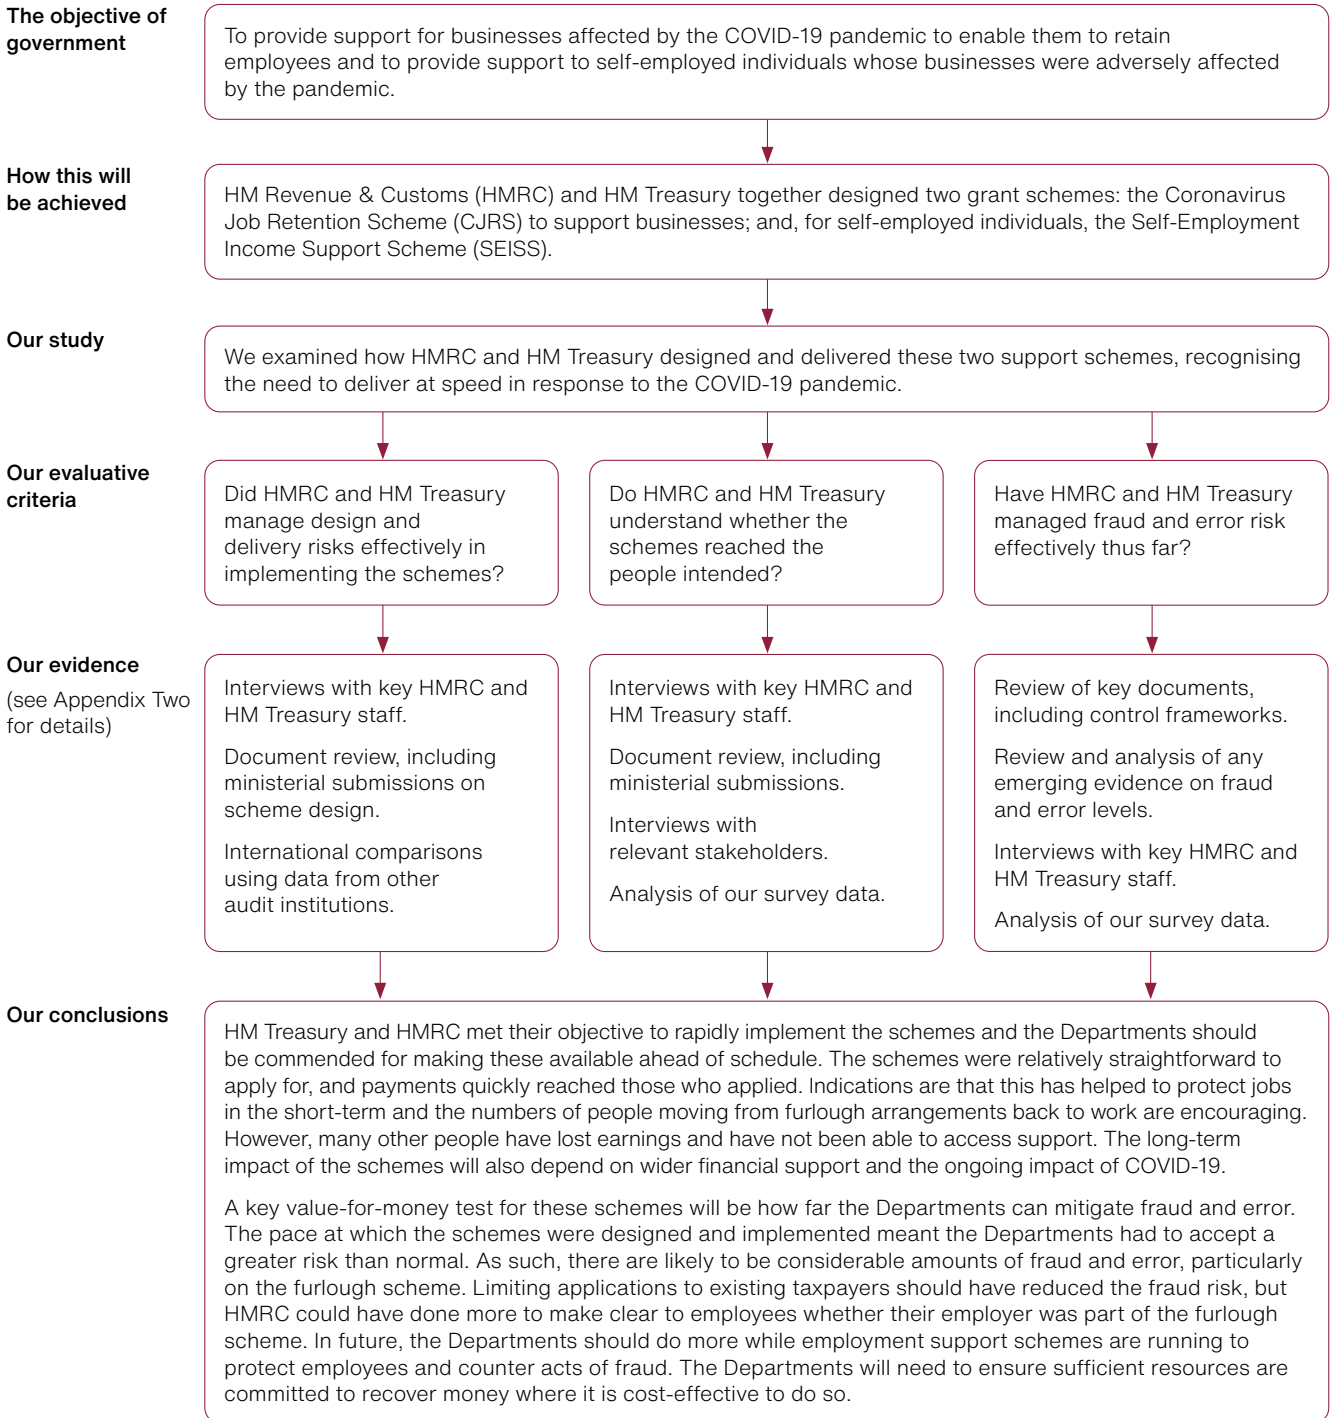 The objective of
government
To provide support for businesses affected by the COVID-19 pandemic to enable them to retain
employees and to provide support to self-employed individuals whose businesses were adversely affected
by the pandemic.
How this will
be achieved
HM Revenue & Customs (HMRC) and HM Treasury together designed two grant schemes: the Coronavirus
Job Retention Scheme (CJRS) to support businesses; and, for self-employed individuals, the Self-Employment
Income Support Scheme (SEISS).
Our study
We examined how HMRC and HM Treasury designed and delivered these two support schemes, recognising
the need to deliver at speed in response to the COVID-19 pandemic.
Our evaluative
criteria
Did HMRC and HM Treasury
manage design and
delivery risks effectively in
implementing the schemes?
Do HMRC and HM Treasury
understand whether the
schemes reached the
people intended?
Have HMRC and HM Treasury
managed fraud and error risk
effectively thus far?
Our evidence
(see Appendix Two
for details)
Interviews with key HMRC and
HM Treasury staff.
Document review, including
ministerial submissions on
scheme design.
International comparisons
using data from other
audit institutions.
Interviews with key HMRC and
HM Treasury staff.
Document review, including
ministerial submissions.
Interviews with
relevant stakeholders.
Analysis of our survey data.
Review of key documents,
including control frameworks.
Review and analysis of any
emerging evidence on fraud
and error levels.
Interviews with key HMRC and
HM Treasury staff.
Analysis of our survey data.
Our conclusions
HM Treasury and HMRC met their objective to rapidly implement the schemes and the Departments should
be commended for making these available ahead of schedule. The schemes were relatively straightforward to
apply for, and payments quickly reached those who applied. Indications are that this has helped to protect jobs
in the short-term and the numbers of people moving from furlough arrangements back to work are encouraging.
However, many other people have lost earnings and have not been able to access support. The long-term
impact of the schemes will also depend on wider financial support and the ongoing impact of COVID-19.
A key value-for-money test for these schemes will be how far the Departments can mitigate fraud and error.
The pace at which the schemes were designed and implemented meant the Departments had to accept a
greater risk than normal. As such, there are likely to be considerable amounts of fraud and error, particularly
on the furlough scheme. Limiting applications to existing taxpayers should have reduced the fraud risk, but
HMRC could have done more to make clear to employees whether their employer was part of the furlough
scheme. In future, the Departments should do more while employment support schemes are running to
protect employees and counter acts of fraud. The Departments will need to ensure sufficient resources are
committed to recover money where it is cost-effective to do so.